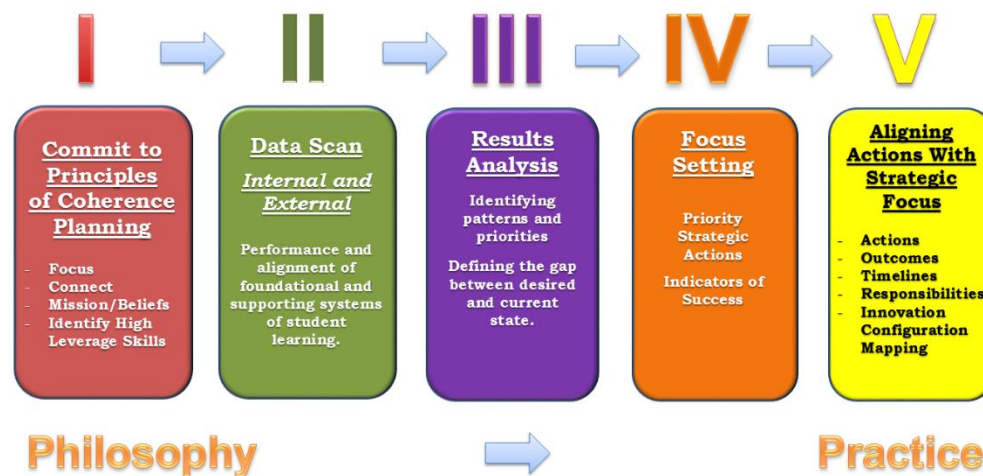 I
II
III
IV
V
Commit to
Principles
of Coherence
Planning
- Focus
- Connect
- Mission/Beliefs
- Identify High
Leverage Skills
Data Scan
Internal and
External
Performance and
alignment of
foundational and
supporting systems
of student
learning.
Results
Analysis
Identifying
patterns and
priorities
Defining the gap
between desired
and current
state.
Focus
Setting
Priority
Strategic
Actions
Indicators of
Success
Aligning
Actions With
Strategic
Focus
- Actions
- Outcomes
- Timelines
- Responsibilities
- Innovation
Configuration
Mapping
Philosophy
Practice